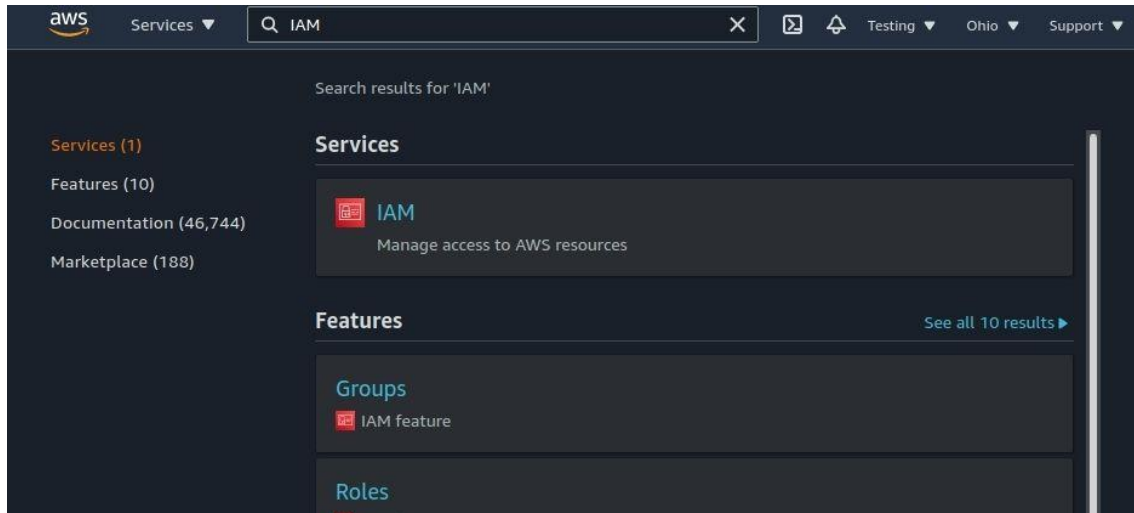 aws Services ▼ IAM Testing ▼ Ohio ▼ Support ▼
Search results for 'IAM'
Services (1)
Features (10)
Documentation (46,744)
Marketplace (188)
Services
IAM
Manage access to AWS resources
Features See all 10 results ▶
Groups
IAM feature
Roles